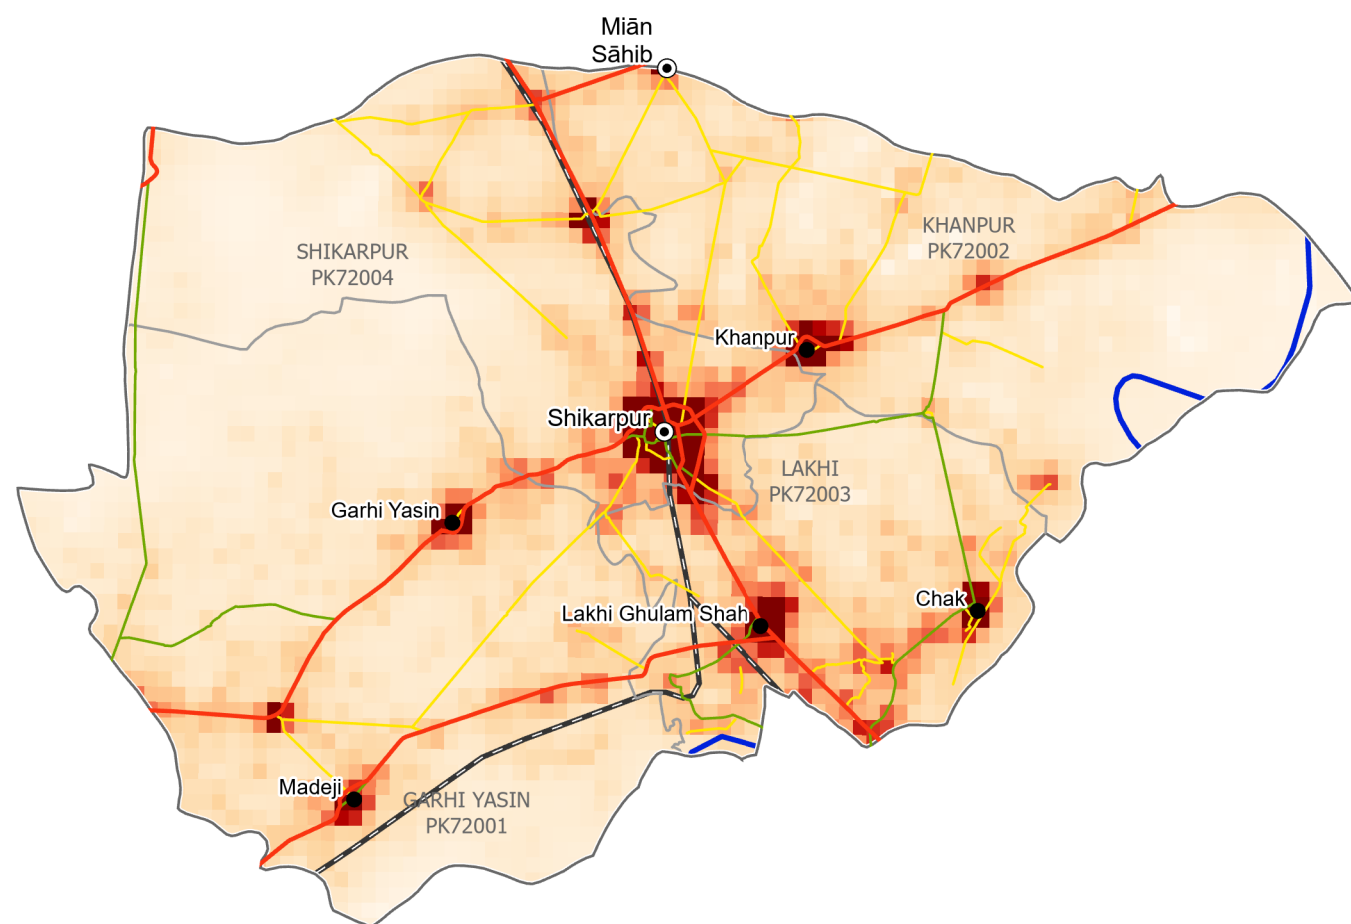 Miān
Sāhib
KHANPUR
PK72002
SHIKARPUR
PK72004
Khanpur
Shikarpur
LAKHI
PK72003
Garhi Yasin
Chak
Lakhi Ghulam Shah
Madeji
GARHI YASIN
PK72001